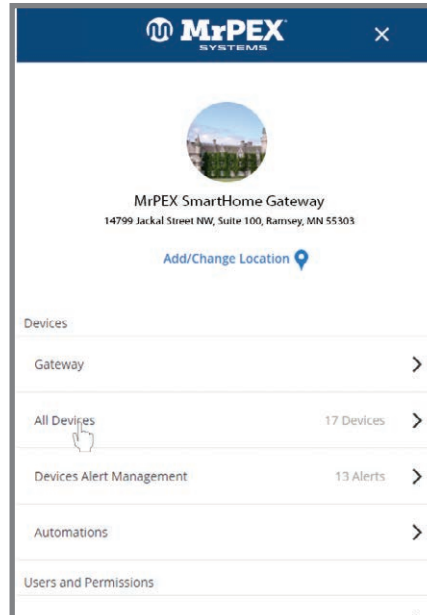 MrPEX
SYSTEMS
MrPEX SmartHome Gateway
14799 Jackal Street NW, Suite 100, Ramsey, MN 55303
Add/Change Location
Devices
Gateway
All Devices 17 Devices
Devices Alert Management 13 Alerts
Automations
Users and Permissions